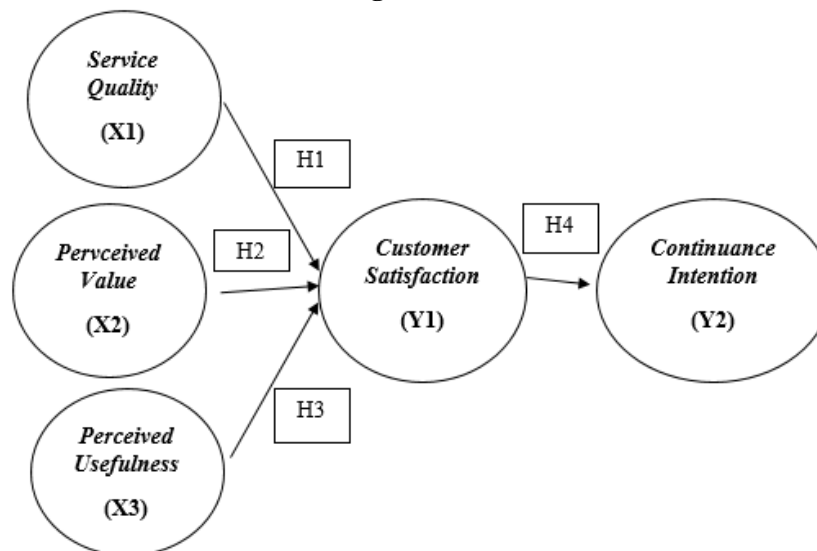 Service
Quality
(X1)
H1
Pervceived
Value
(X2)
H2
Perceived
Usefulness
(X3)
H3
Customer
Satisfaction
(Y1)
H4
Continuance
Intention
(Y2)